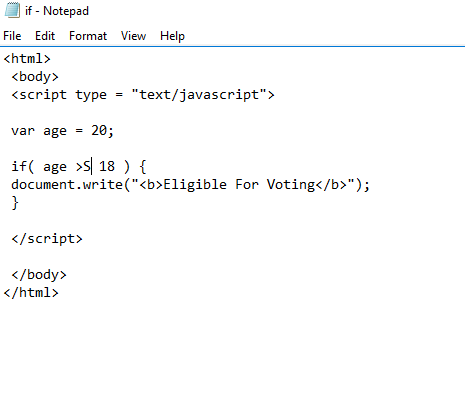 if - Notepad
File Edit Format View Help
<html>
<body>
<script type = "text/javascript">
var age = 20;
if( age >S 18 ) {
document.write("<b>Eligible For Voting</b>");
}
</script>
</body>
</html>